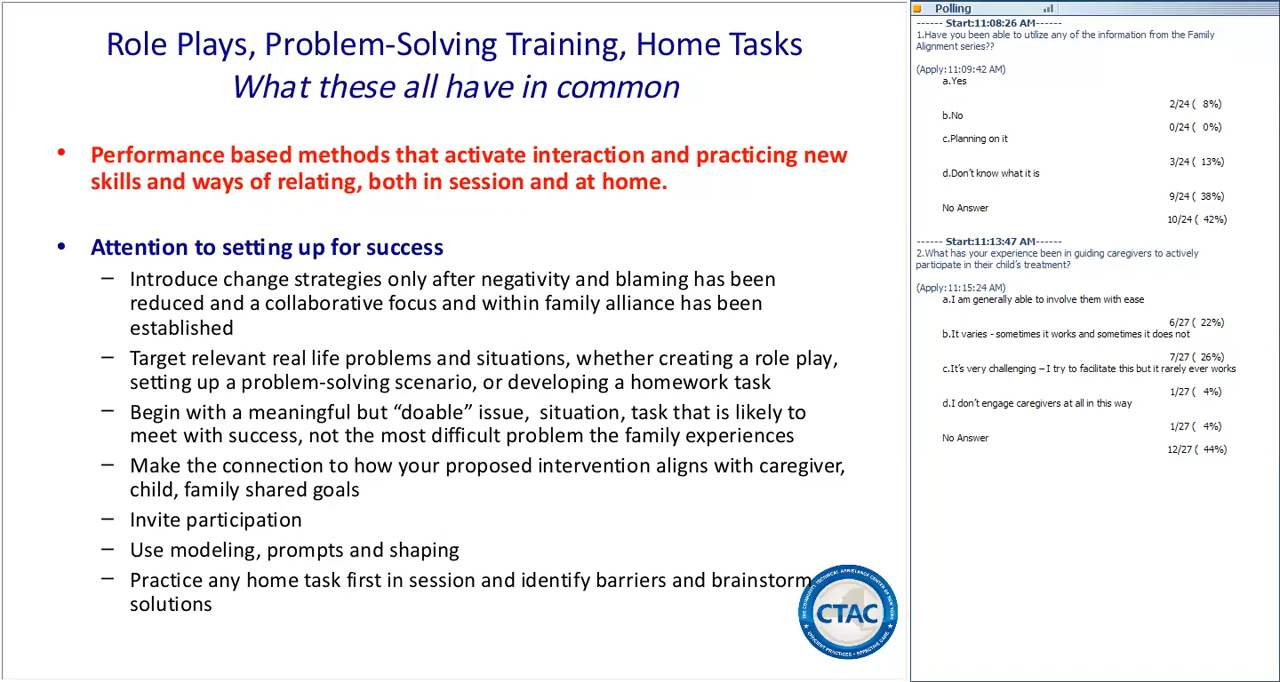 Role Plays, Problem-Solving Training, Home Tasks
What these all have in common
• Performance based methods that activate interaction and practicing new
skills and ways of relating, both in session and at home.
• Attention to setting up for success
– Introduce change strategies only after negativity and blaming has been
reduced and a collaborative focus and within family alliance has been
established
– Target relevant real life problems and situations, whether creating a role play,
setting up a problem-solving scenario, or developing a homework task
– Begin with a meaningful but “doable” issue, situation, task that is likely to
meet with success, not the most difficult problem the family experiences
– Make the connection to how your proposed intervention aligns with caregiver,
child, family shared goals
– Invite participation
– Use modeling, prompts and shaping
– Practice any home task first in session and identify barriers and brainstorm
solutions
THE COMMUNITY TECHNICAL ASSISTANCE CENTER OF NEW YORK
CTAC
EFFICIENT PRACTICES • EFFECTIVE CARE
Polling
------ Start:11:08:26 AM------
1.Have you been able to utilize any of the information from the Family
Alignment series??
(Apply:11:09:42 AM)
a.Yes
2/24 ( 8%)
b.No
0/24 ( 0%)
c.Planning on it
3/24 ( 13%)
d.Don’t know what it is
9/24 ( 38%)
No Answer
10/24 ( 42%)
------ Start:11:13:47 AM------
2.What has your experience been in guiding caregivers to actively
participate in their child’s treatment?
(Apply:11:15:24 AM)
a.I am generally able to involve them with ease
6/27 ( 22%)
b.It varies - sometimes it works and sometimes it does not
7/27 ( 26%)
c.It’s very challenging – I try to facilitate this but it rarely ever works
1/27 ( 4%)
d.I don’t engage caregivers at all in this way
1/27 ( 4%)
No Answer
12/27 ( 44%)